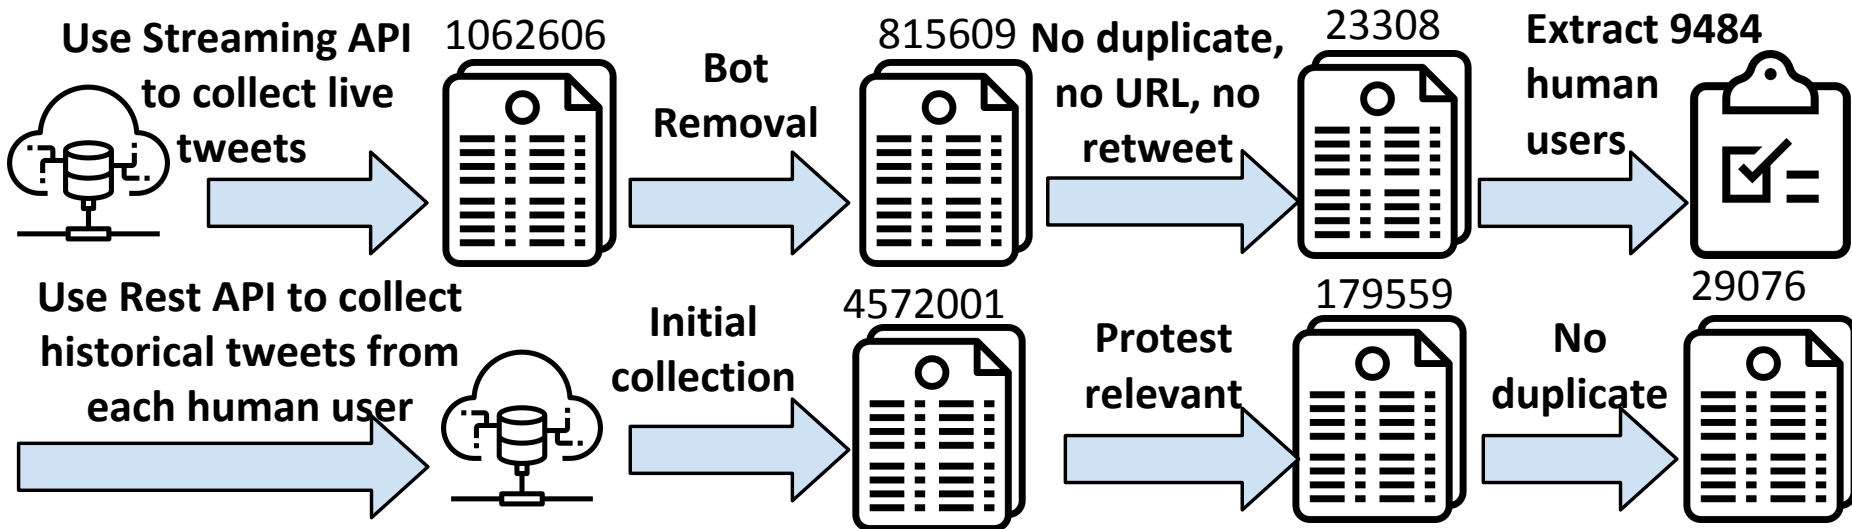 Use Streaming API
to collect live
tweets
1062606
Bot
Removal
815609
No duplicate,
no URL, no
retweet
23308
Extract 9484
human
users
Use Rest API to collect
historical tweets from
each human user
Initial
collection
4572001
Protest
relevant
179559
No
duplicate
29076